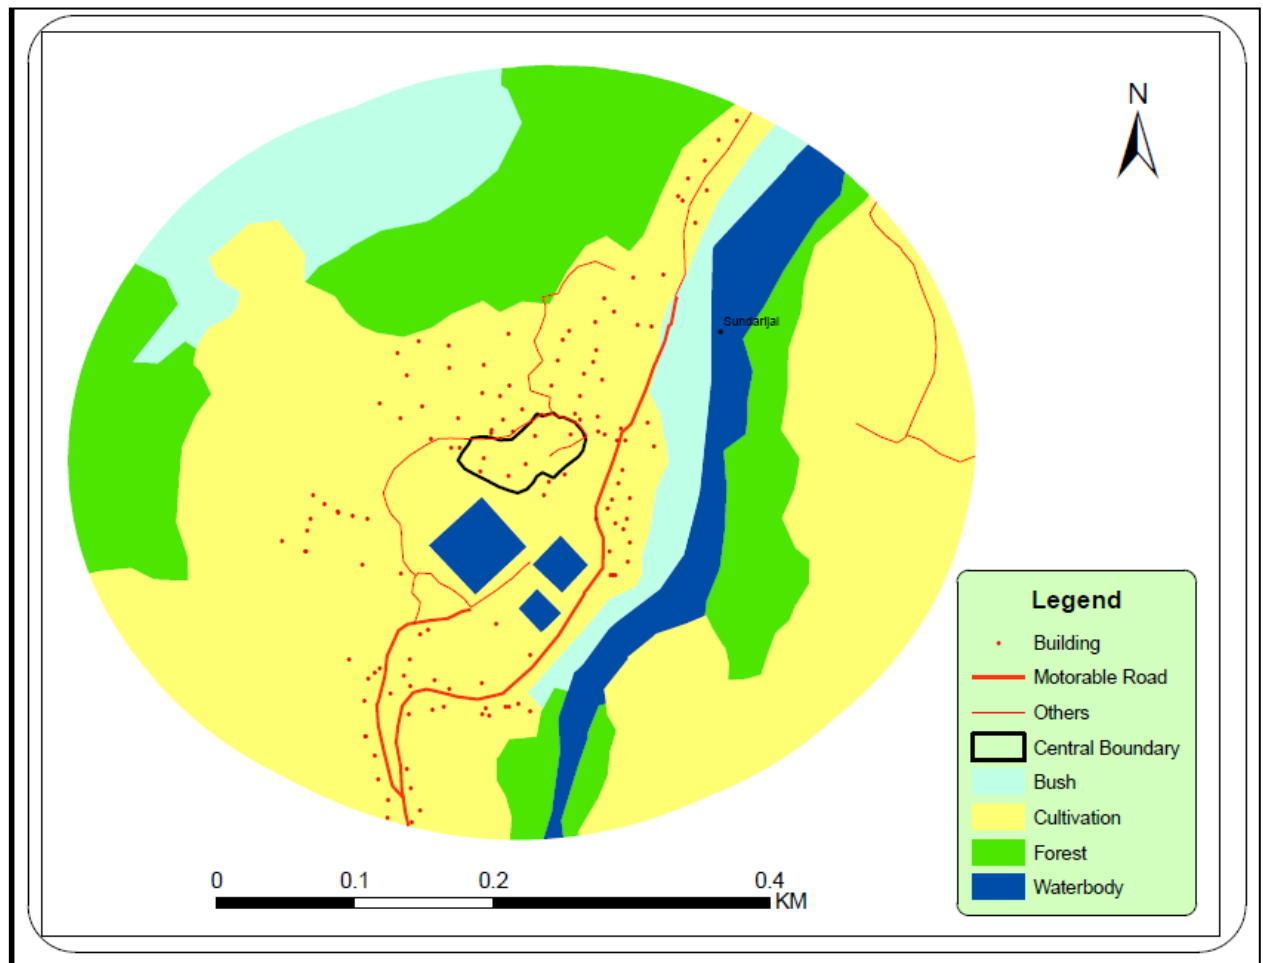 N
Sundarijal
Legend
Building
Motorable Road
Others
Central Boundary
Bush
Cultivation
Forest
Waterbody
0 0.1 0.2 0.4
KM